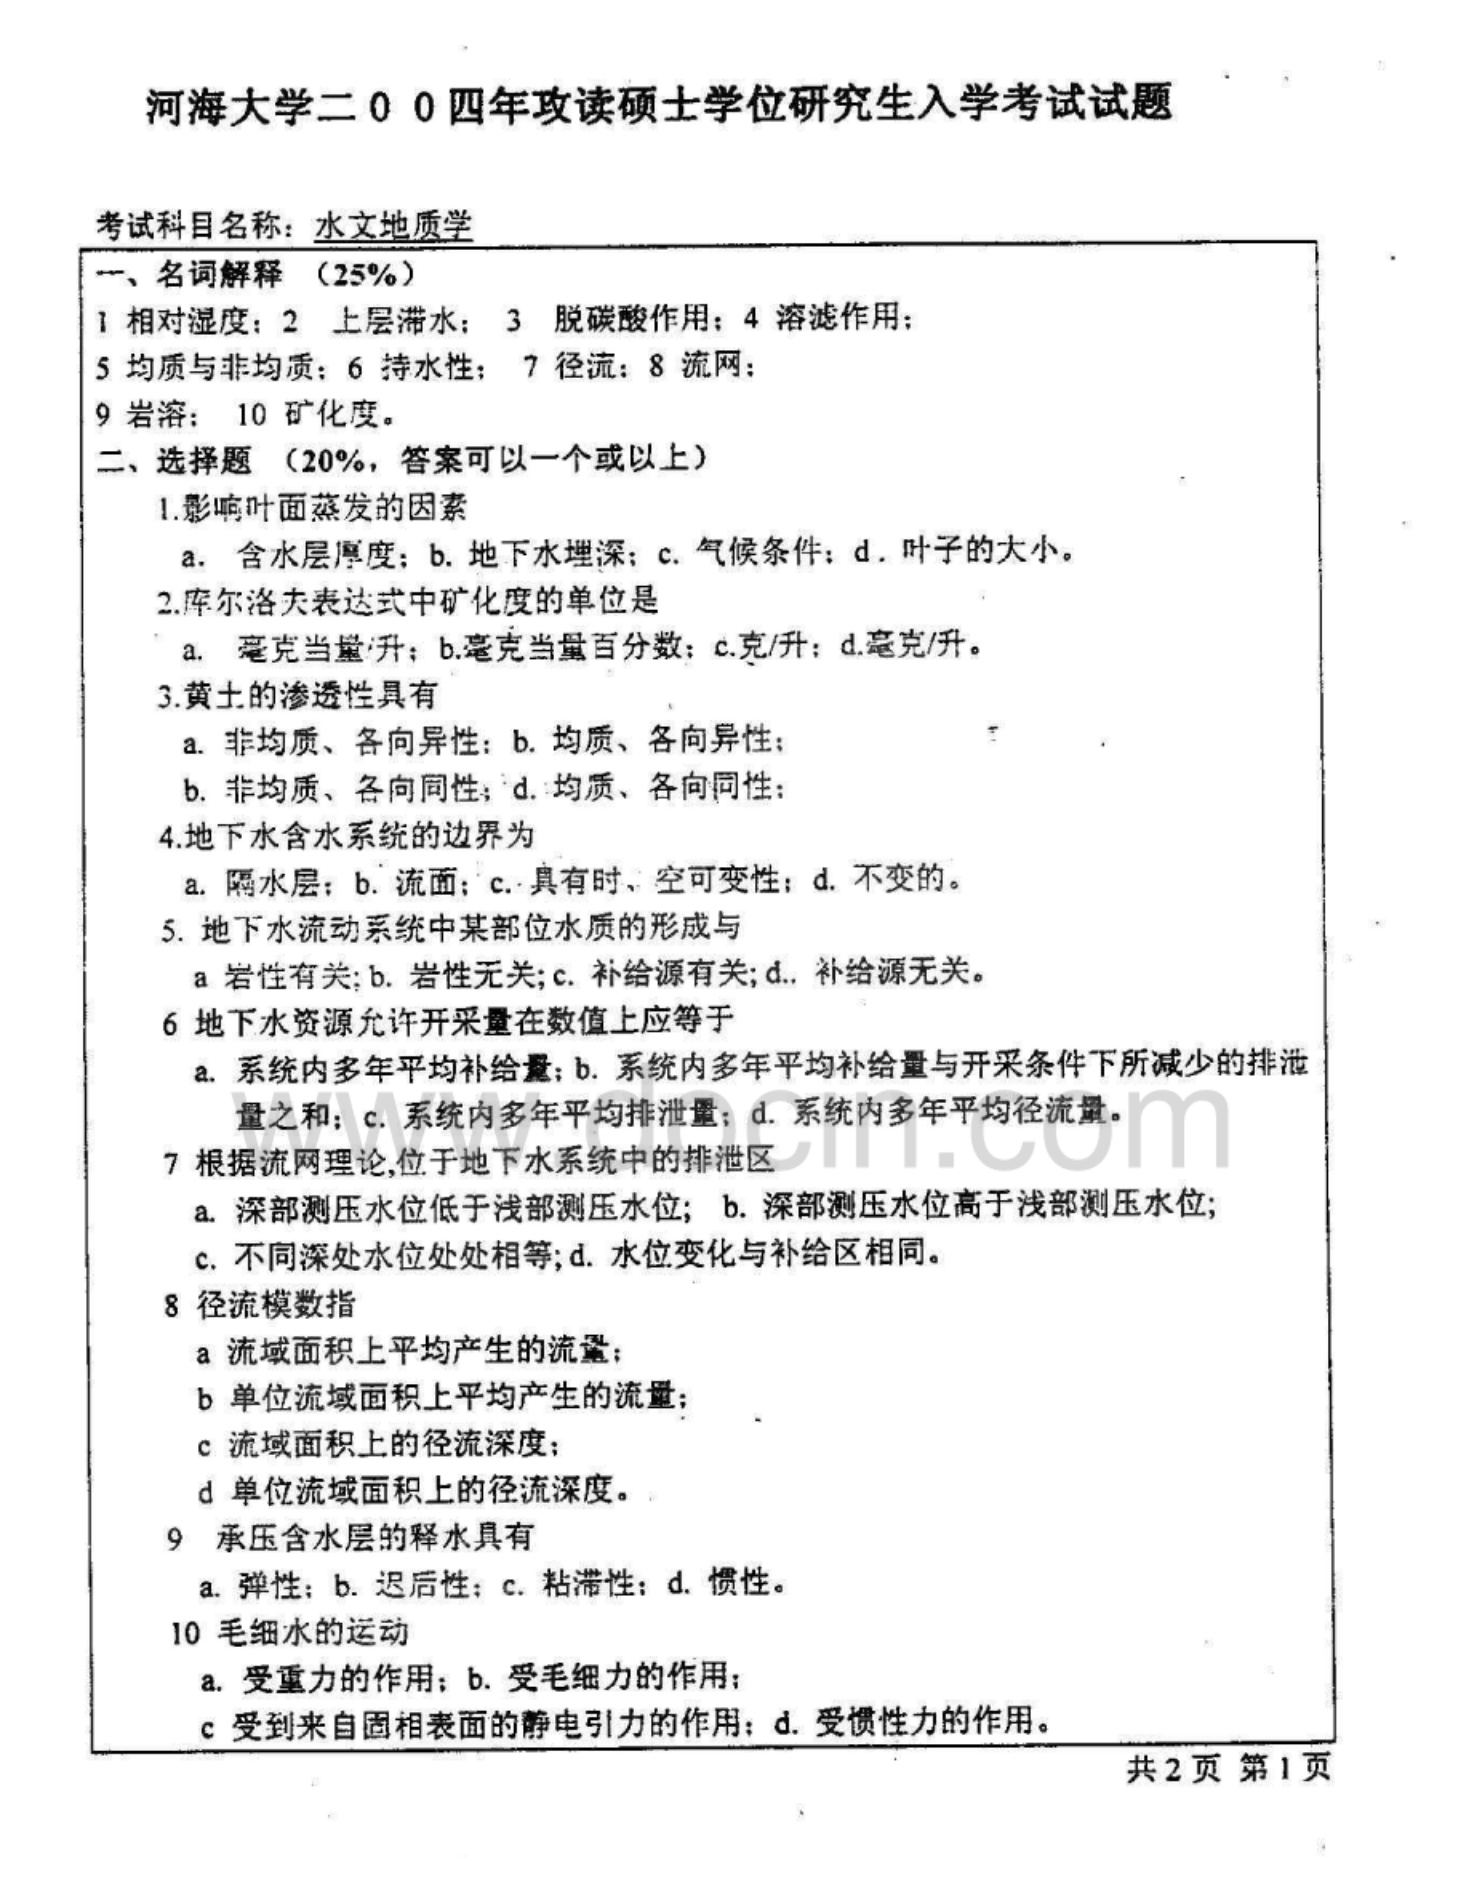 河海大学二００四年攻读硕士学位研究生入学考试试题
考试科目名称：水文地质学
一、名词解释 （25%）
1 相对湿度；2 上层滞水； 3 脱碳酸作用；4 溶滤作用；
5 均质与非均质；6 持水性； 7 径流；8 流网；
9 岩溶； 10 矿化度。
二、选择题 （20%，答案可以一个或以上）
1.影响叶面蒸发的因素
a. 含水层厚度；b. 地下水埋深；c. 气候条件；d . 叶子的大小。
2.库尔洛夫表达式中矿化度的单位是
a. 毫克当量/升；b.毫克当量百分数；c.克/升；d.毫克/升。
3.黄土的渗透性具有
a. 非均质、各向异性；b. 均质、各向异性；
b. 非均质、各向同性；d. 均质、各向同性；
4.地下水含水系统的边界为
a. 隔水层；b. 流面；c. 具有时、空可变性；d. 不变的。
5. 地下水流动系统中某部位水质的形成与
a 岩性有关; b. 岩性无关; c. 补给源有关; d.. 补给源无关。
6 地下水资源允许开采量在数值上应等于
a. 系统内多年平均补给量; b. 系统内多年平均补给量与开采条件下所减少的排泄
量之和；c. 系统内多年平均排泄量；d. 系统内多年平均径流量。
www.docin.com
7 根据流网理论,位于地下水系统中的排泄区
a. 深部测压水位低于浅部测压水位; b. 深部测压水位高于浅部测压水位;
c. 不同深处水位处处相等; d. 水位变化与补给区相同。
8 径流模数指
a 流域面积上平均产生的流量；
b 单位流域面积上平均产生的流量；
c 流域面积上的径流深度；
d 单位流域面积上的径流深度。
9 承压含水层的释水具有
a. 弹性；b. 迟后性；c. 粘滞性；d. 惯性。
10 毛细水的运动
a. 受重力的作用；b. 受毛细力的作用；
c 受到来自固相表面的静电引力的作用；d. 受惯性力的作用。
共 2 页 第 1 页